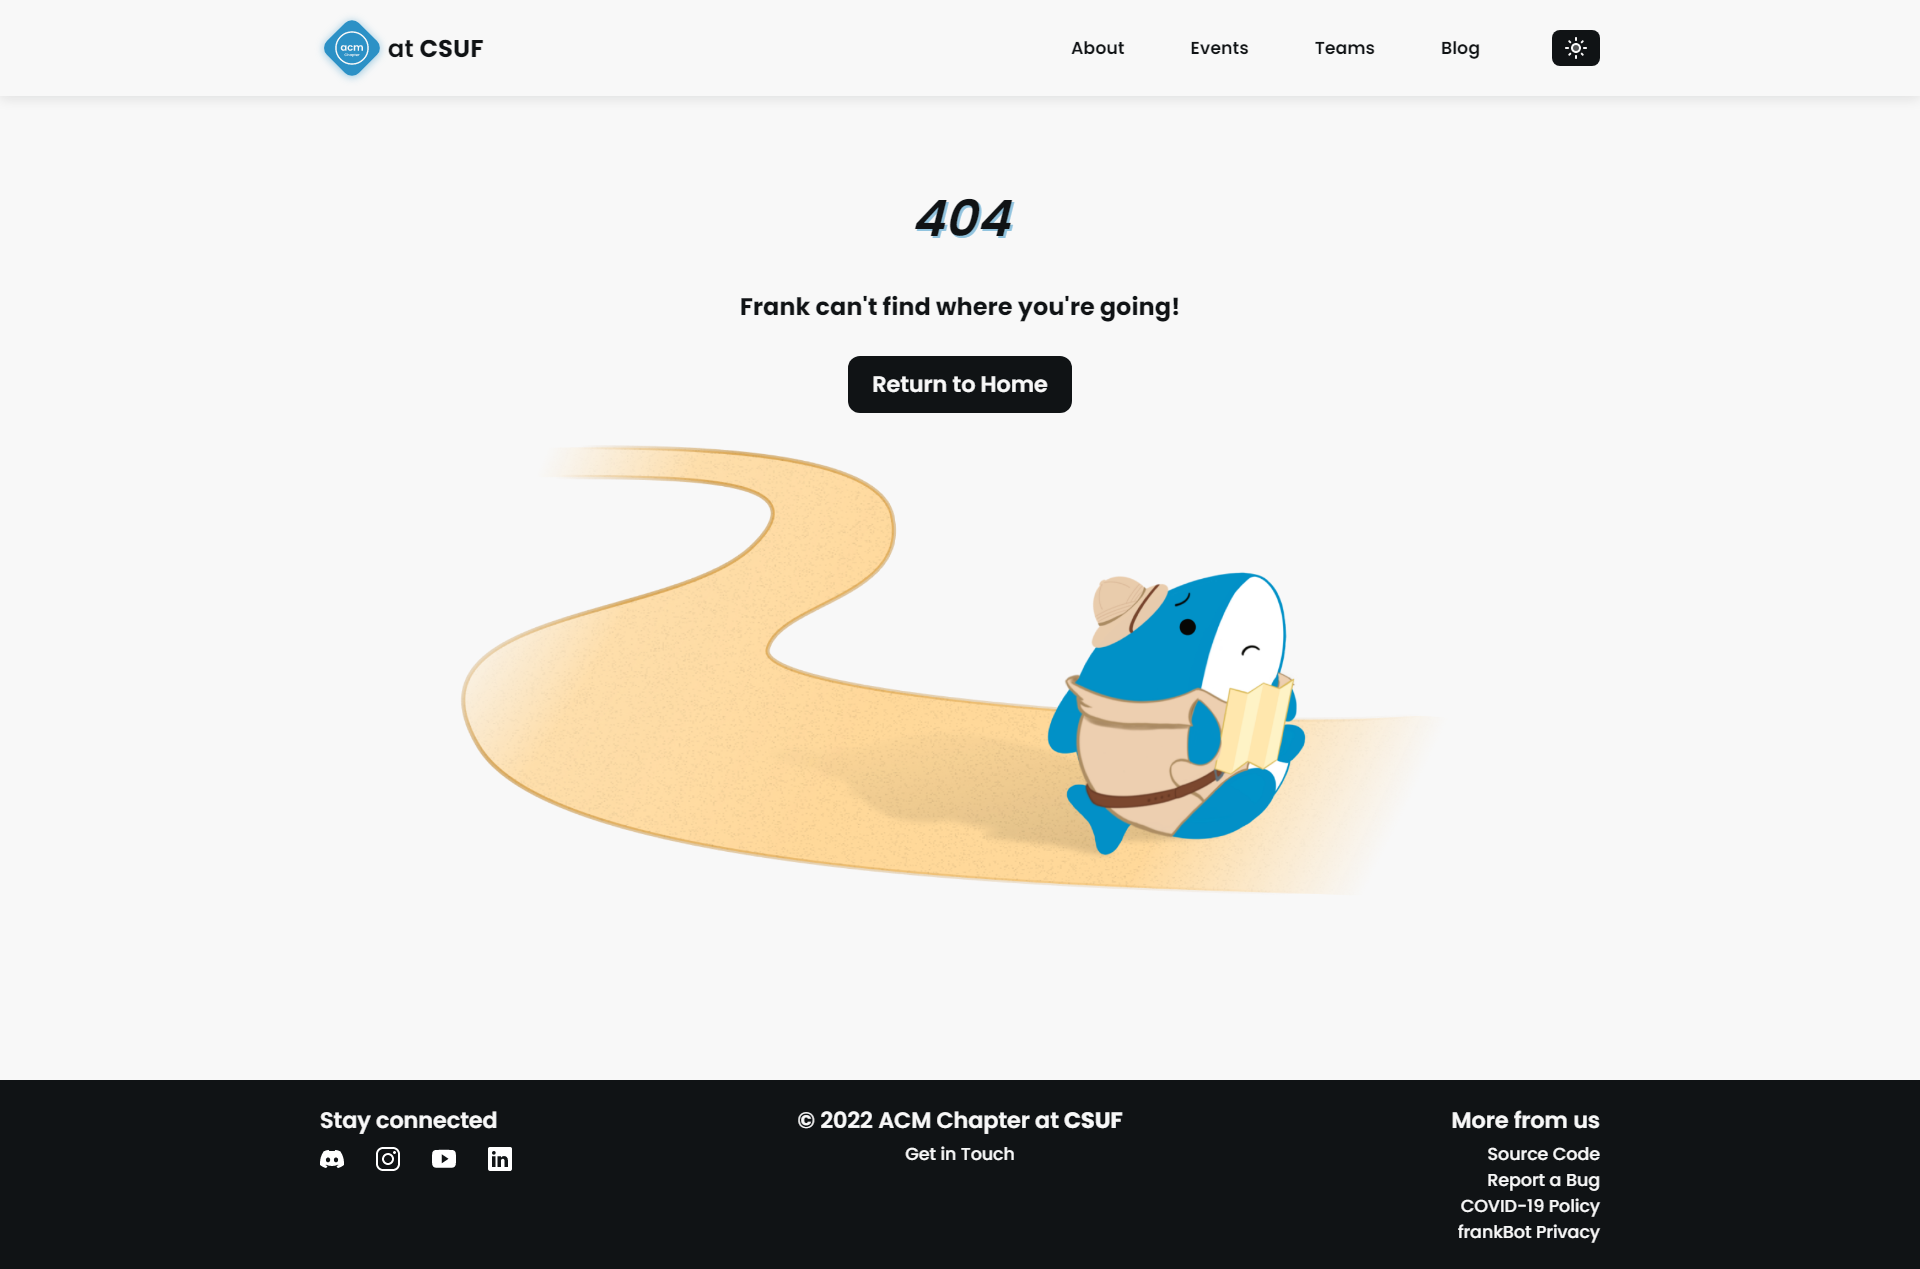 acm
at CSUF
About
Events
Teams
Blog
404
Frank can't find where you're going!
Return to Home
Stay connected
© 2022 ACM Chapter at CSUF
Get in Touch
More from us
Source Code
Report a Bug
COVID-19 Policy
frankBot Privacy